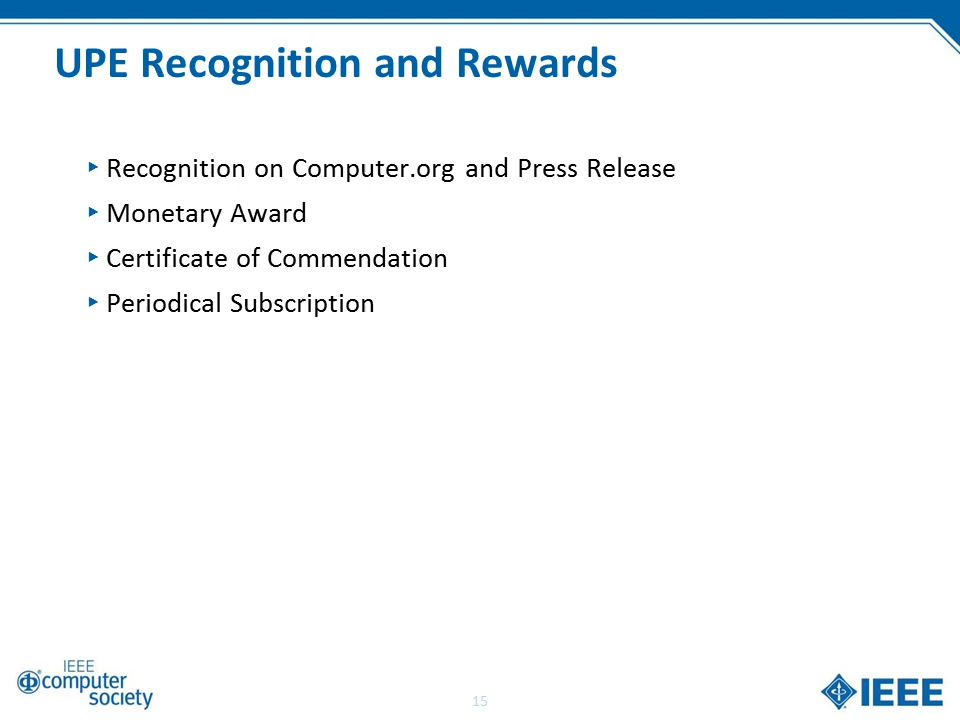 UPE Recognition and Rewards
Recognition on Computer.org and Press Release
Monetary Award
Certificate of Commendation
Periodical Subscription
IEEE
computer
society
15
IEEE